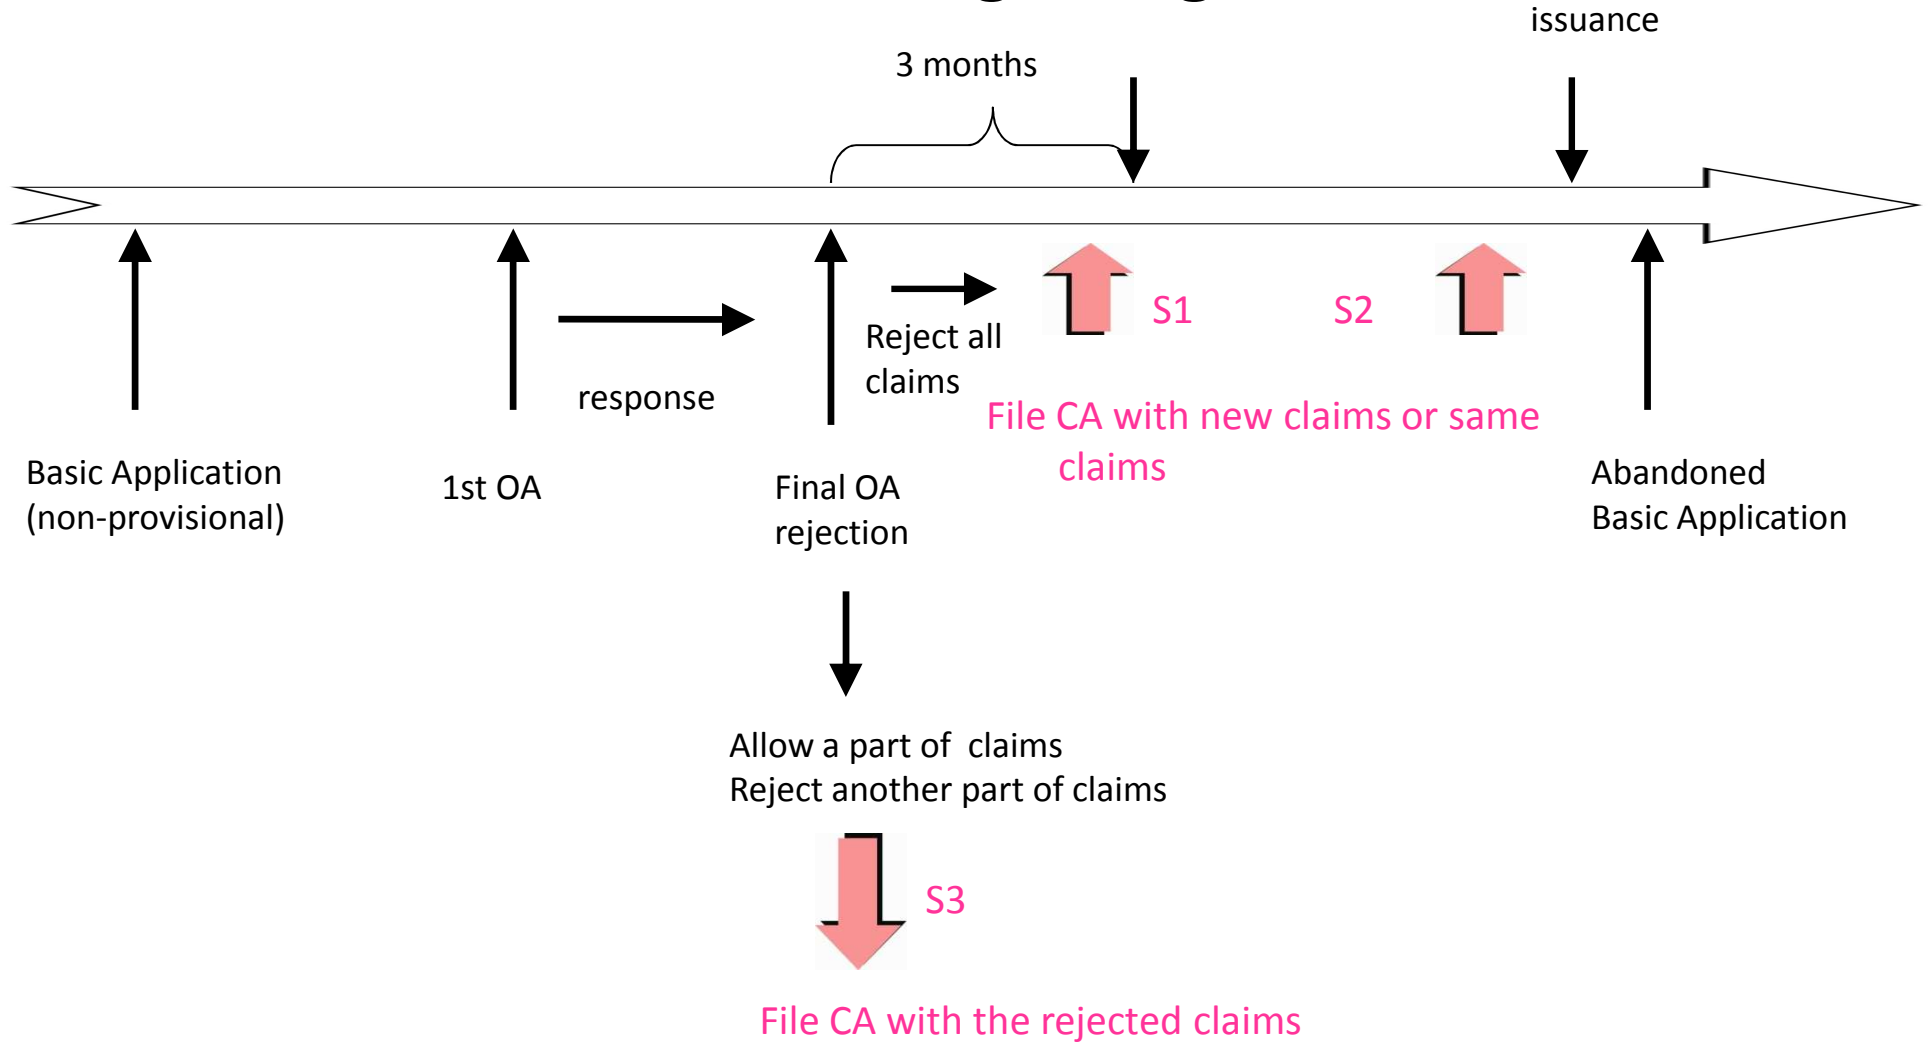 issuance
3 months
S1
S2
Reject all
claims
response
File CA with new claims or same
claims
Basic Application
(non-provisional)
1st OA
Final OA
rejection
Abandoned
Basic Application
Allow a part of claims
Reject another part of claims
S3
File CA with the rejected claims